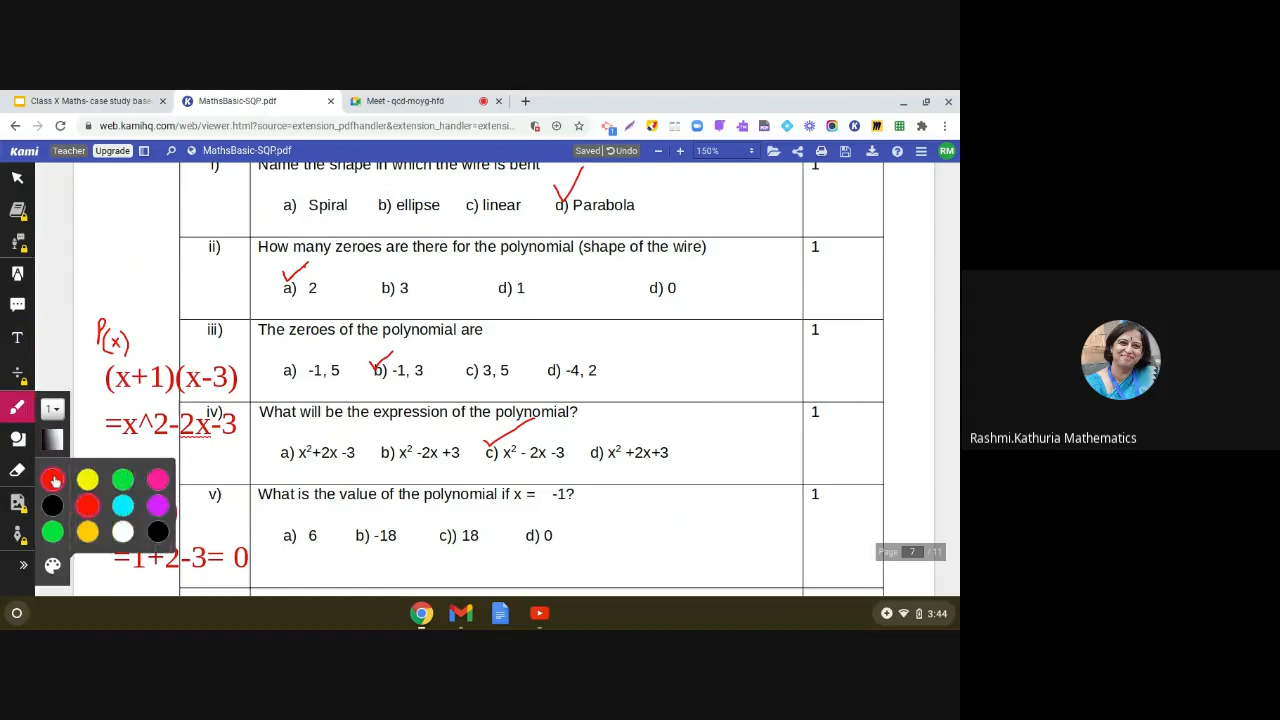 Class X Maths- case study base
MathsBasic-SQP.pdf
Meet - qcd-moyg-hfd
web.kamihq.com/web/viewer.html?source=extension_pdfhandler&extension_handler=extensi...
Kami Teacher Upgrade MathsBasic-SQP.pdf Saved Undo 150% RM
i) Name the shape in which the wire is bent 1
a) Spiral b) ellipse c) linear d) Parabola
ii) How many zeroes are there for the polynomial (shape of the wire) 1
a) 2 b) 3 d) 1 d) 0
P(x)
iii) The zeroes of the polynomial are 1
(x+1)(x-3)
a) -1, 5 b) -1, 3 c) 3, 5 d) -4, 2
iv) What will be the expression of the polynomial? 1
=x^2-2x-3
a) x²+2x -3 b) x² -2x +3 c) x² - 2x -3 d) x² +2x+3
v) What is the value of the polynomial if x = -1? 1
a) 6 b) -18 c)) 18 d) 0
=1+2-3= 0
Page 7 / 11
3:44
Rashmi.Kathuria Mathematics